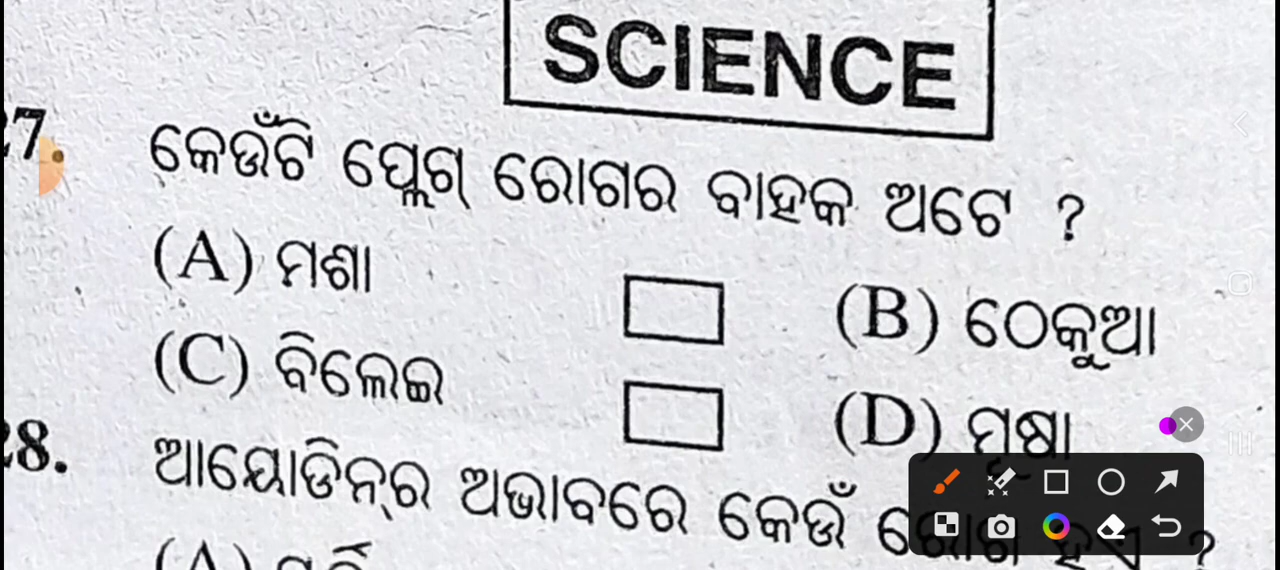 SCIENCE
7. କେଉଁଟି ପ୍ଲେଗ୍ ରୋଗର ବାହକ ଅଟେ ?
(A) ମଶା
(B) ଠେକୁଆ
(C) ବିଲେଇ
(D) ମୂଷା
8. ଆୟୋଡିନ୍‌ର ଅଭାବରେ କେଉଁ ?
(A)